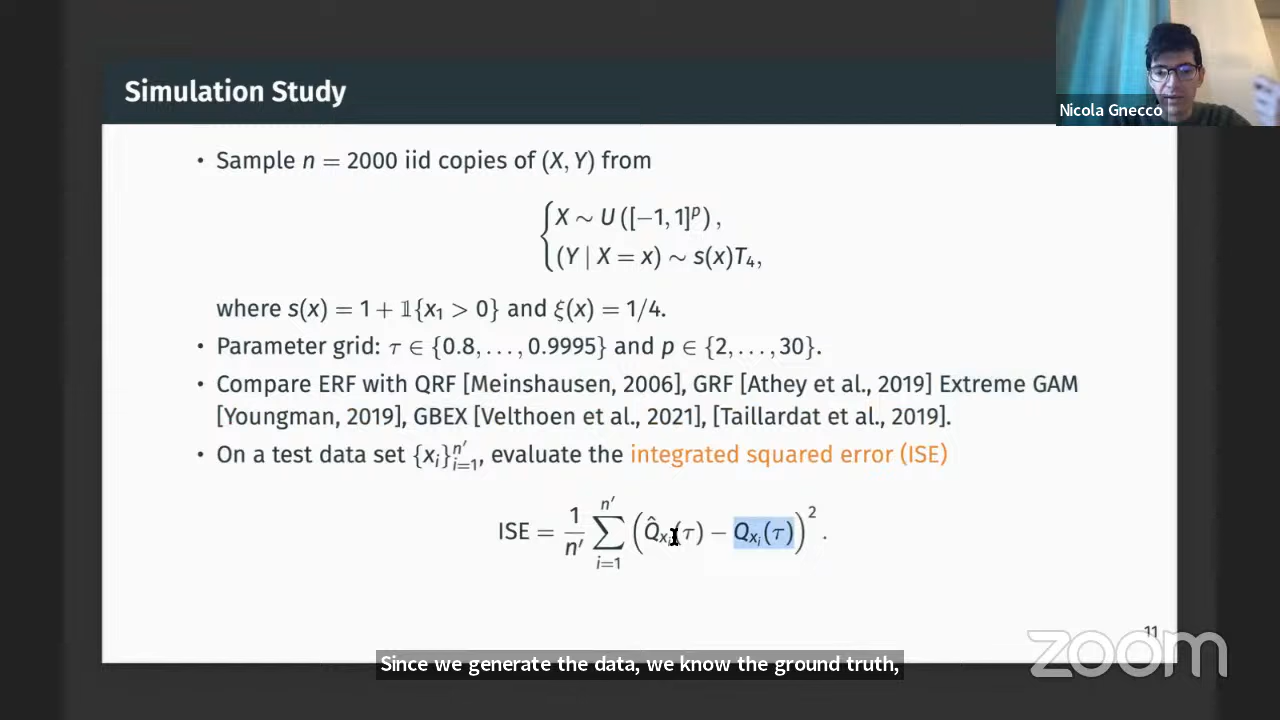 Simulation Study
Nicola Gnecco
• Sample n = 2000 iid copies of (X, Y) from
{X ∼ U ([−1, 1]ᵖ) ,
(Y | X = x) ∼ s(x)T₄,
where s(x) = 1 + 𝟙{x₁ > 0} and ξ(x) = 1/4.
• Parameter grid: τ ∈ {0.8, . . . , 0.9995} and p ∈ {2, . . . , 30}.
• Compare ERF with QRF [Meinshausen, 2006], GRF [Athey et al., 2019] Extreme GAM
[Youngman, 2019], GBEX [Velthoen et al., 2021], [Taillardat et al., 2019].
• On a test data set {xᵢ}ⁿ′ᵢ₌₁, evaluate the integrated squared error (ISE)
ISE = 1/n′ ∑ⁿ′ᵢ₌₁ (Q̂ₓᵢ(τ) − Qₓᵢ(τ))² .
11
zoom
Since we generate the data, we know the ground truth,